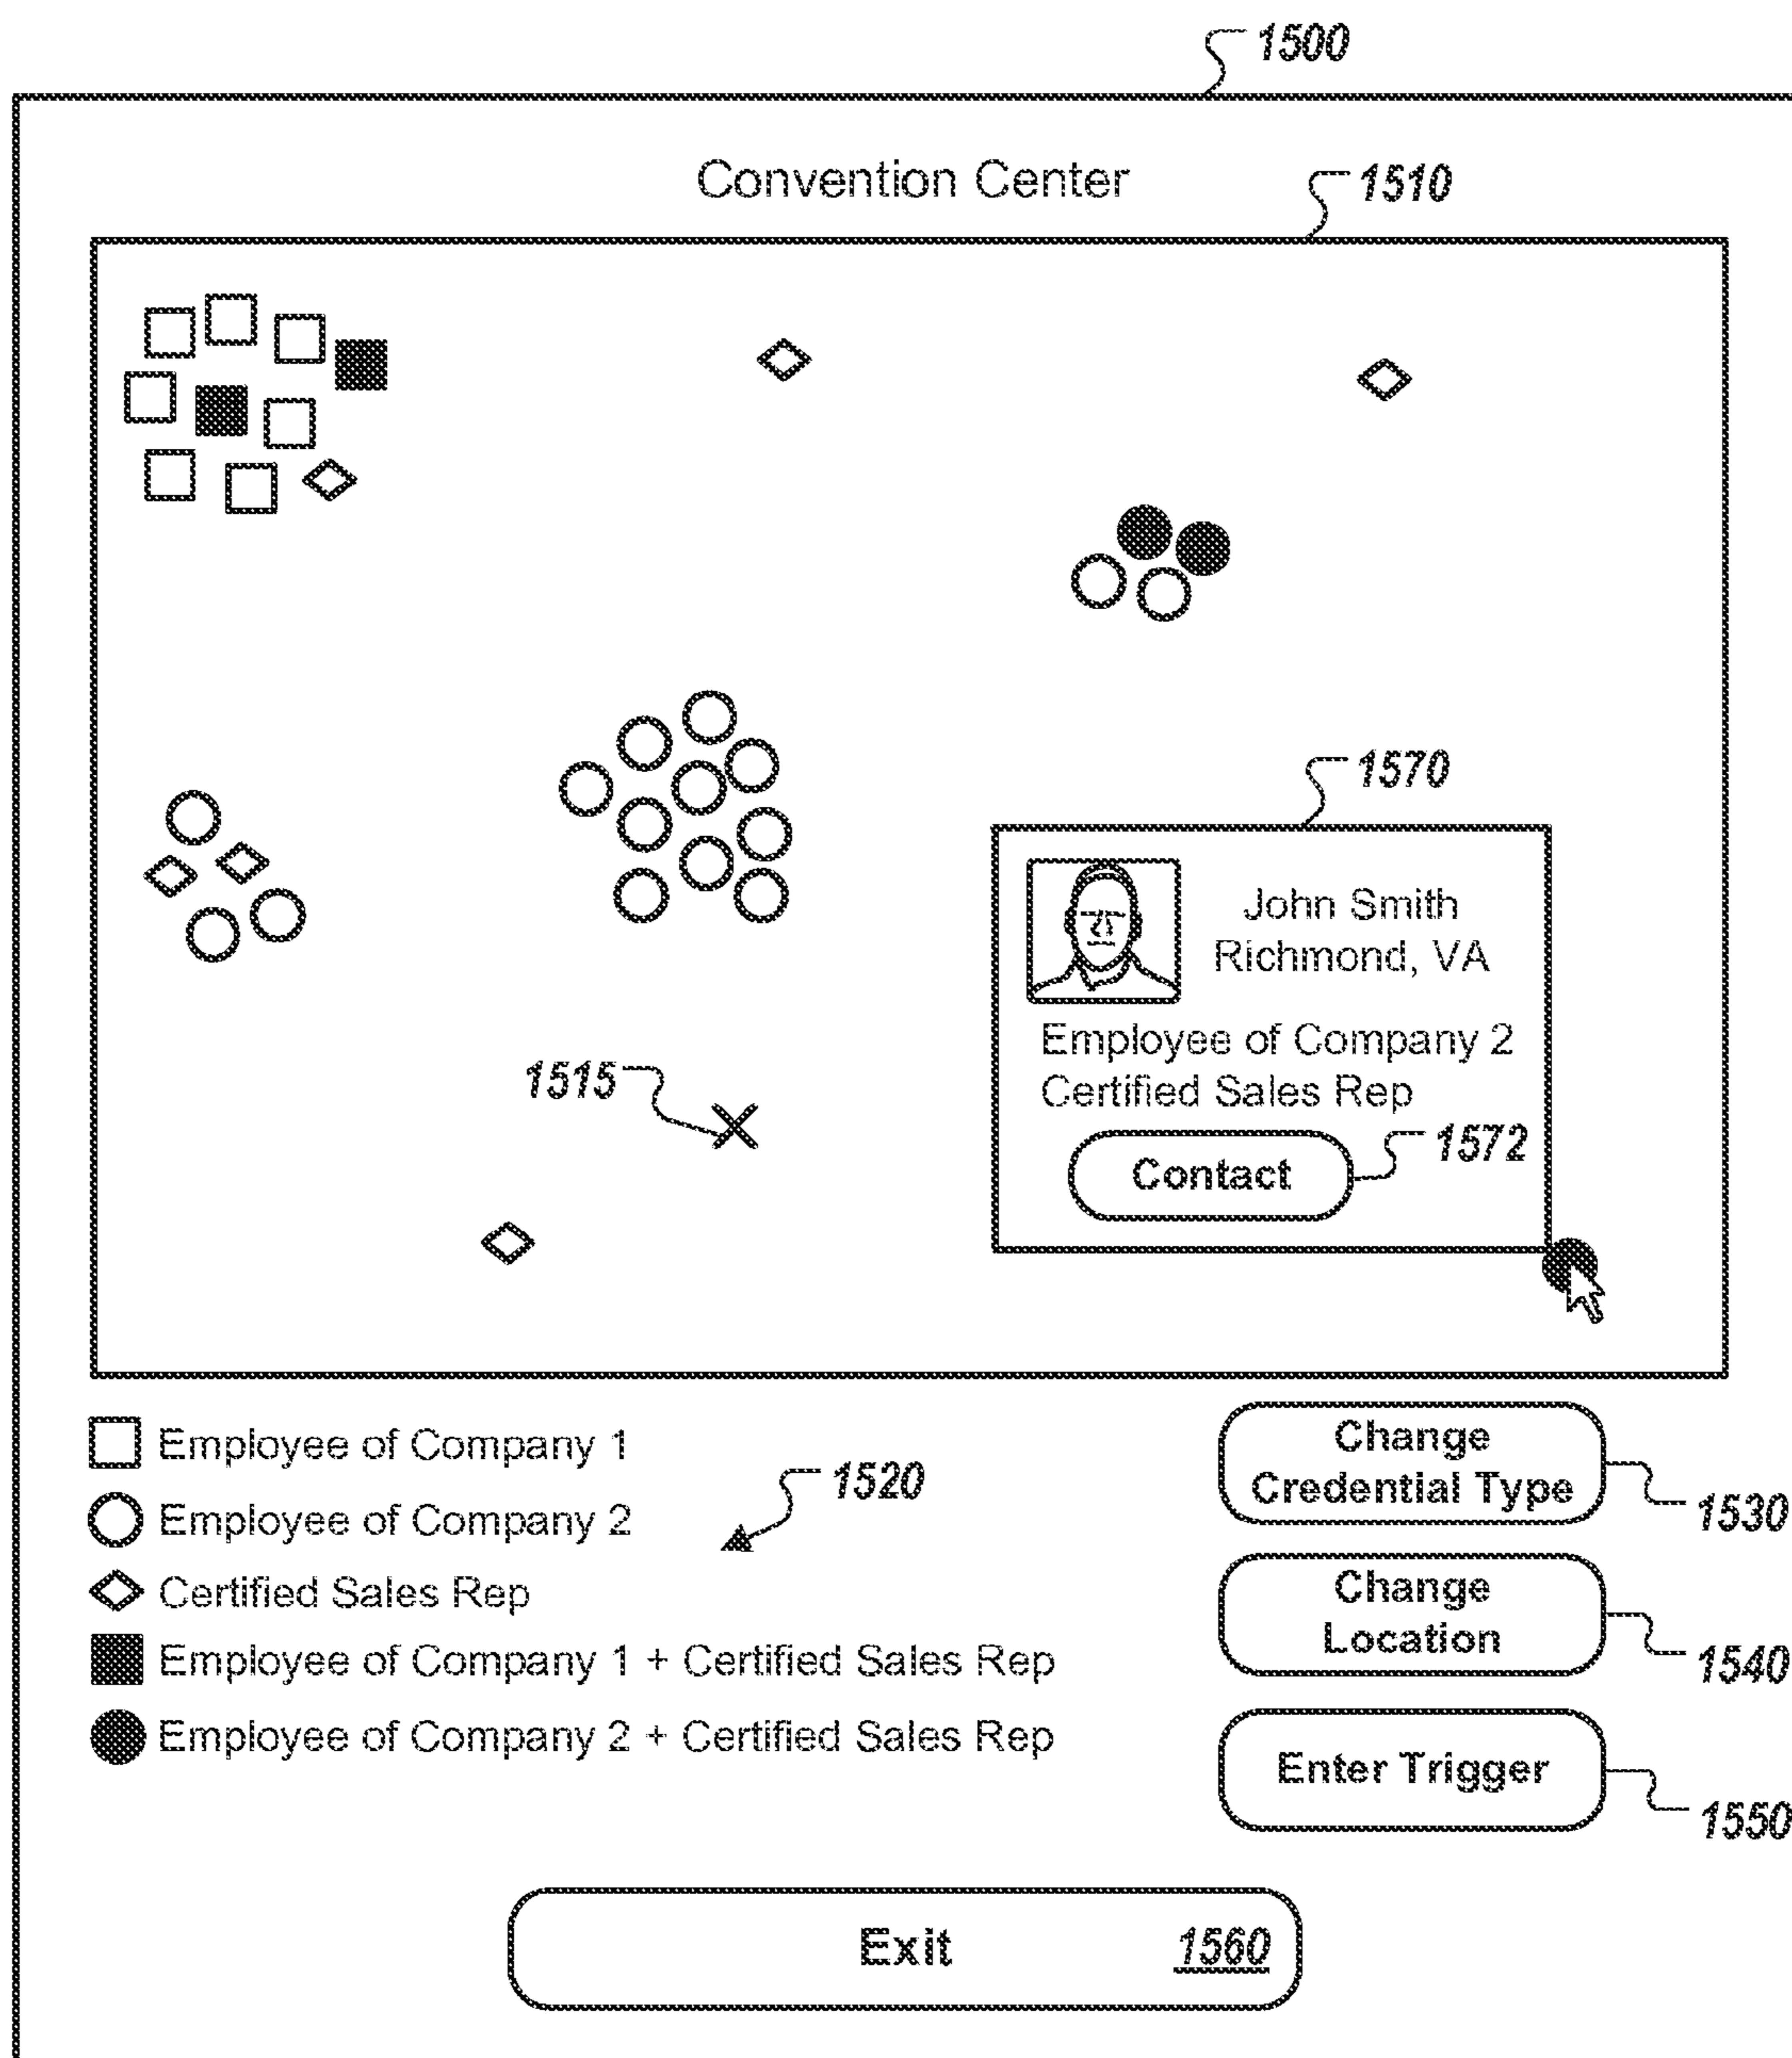 1500
Convention Center
1510
1570
John Smith
Richmond, VA
Employee of Company 2
Certified Sales Rep
1515
1572
Contact
Employee of Company 1
Employee of Company 2
1520
Certified Sales Rep
Employee of Company 1 + Certified Sales Rep
Employee of Company 2 + Certified Sales Rep
Change
Credential Type
1530
Change
Location
1540
Enter Trigger
1550
Exit 1560